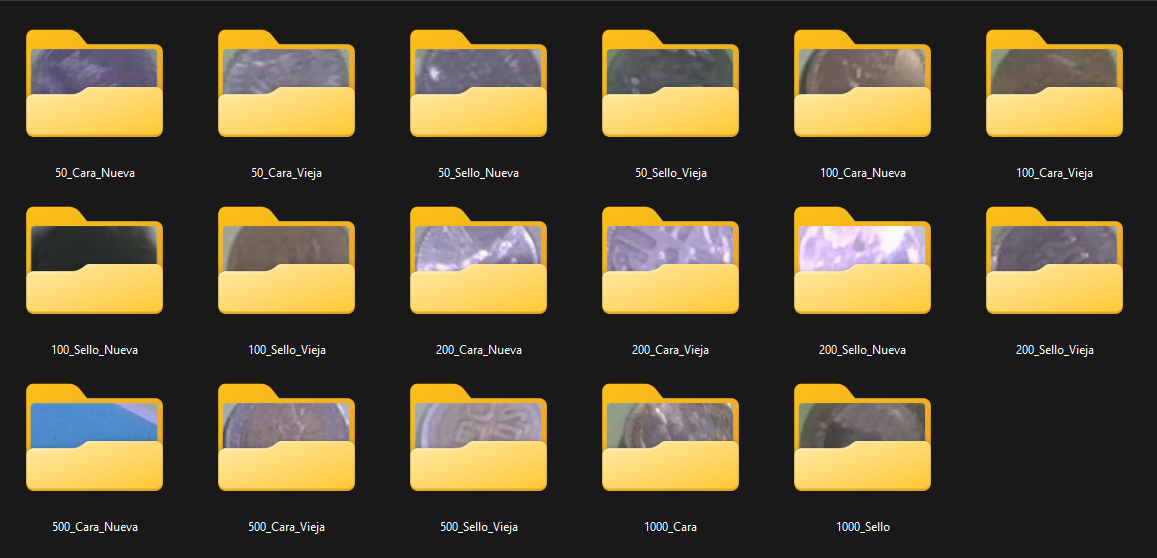 50_Cara_Nueva
50_Cara_Vieja
50_Sello_Nueva
50_Sello_Vieja
100_Cara_Nueva
100_Cara_Vieja
100_Sello_Nueva
100_Sello_Vieja
200_Cara_Nueva
200_Cara_Vieja
200_Sello_Nueva
200_Sello_Vieja
500_Cara_Nueva
500_Cara_Vieja
500_Sello_Vieja
1000_Cara
1000_Sello